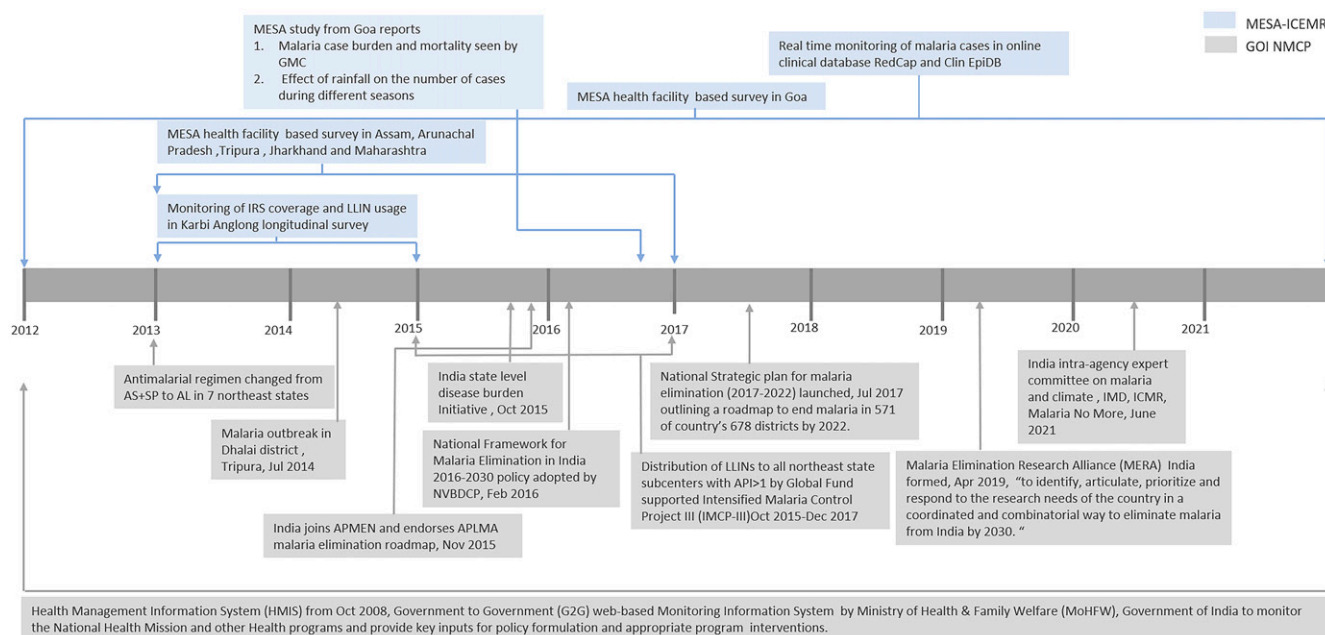 MESA-ICEMR
GOI NMCP
MESA study from Goa reports
1. Malaria case burden and mortality seen by
GMC
2. Effect of rainfall on the number of cases
during different seasons
Real time monitoring of malaria cases in online
clinical database RedCap and Clin EpiDB
MESA health facility based survey in Goa
MESA health facility based survey in Assam, Arunachal
Pradesh ,Tripura , Jharkhand and Maharashtra
Monitoring of IRS coverage and LLIN usage
in Karbi Anglong longitudinal survey
2012
2013
2014
2015
2016
2017
2018
2019
2020
2021
Antimalarial regimen changed from
AS+SP to AL in 7 northeast states
Malaria outbreak in
Dhalai district ,
Tripura, Jul 2014
India joins APMEN and endorses APLMA
malaria elimination roadmap, Nov 2015
India state level
disease burden
Initiative , Oct 2015
National Framework for
Malaria Elimination in India
2016-2030 policy adopted by
NVBDCP, Feb 2016
National Strategic plan for malaria
elimination (2017-2022) launched, Jul 2017
outlining a roadmap to end malaria in 571
of country's 678 districts by 2022.
Distribution of LLINs to all northeast state
subcenters with API>1 by Global Fund
supported Intensified Malaria Control
Project III (IMCP-III)Oct 2015-Dec 2017
India intra-agency expert
committee on malaria
and climate , IMD, ICMR,
Malaria No More, June
2021
Malaria Elimination Research Alliance (MERA) India
formed, Apr 2019, "to identify, articulate, prioritize and
respond to the research needs of the country in a
coordinated and combinatorial way to eliminate malaria
from India by 2030. "
Health Management Information System (HMIS) from Oct 2008, Government to Government (G2G) web-based Monitoring Information System by Ministry of Health & Family Welfare (MoHFW), Government of India to monitor
the National Health Mission and other Health programs and provide key inputs for policy formulation and appropriate program interventions.